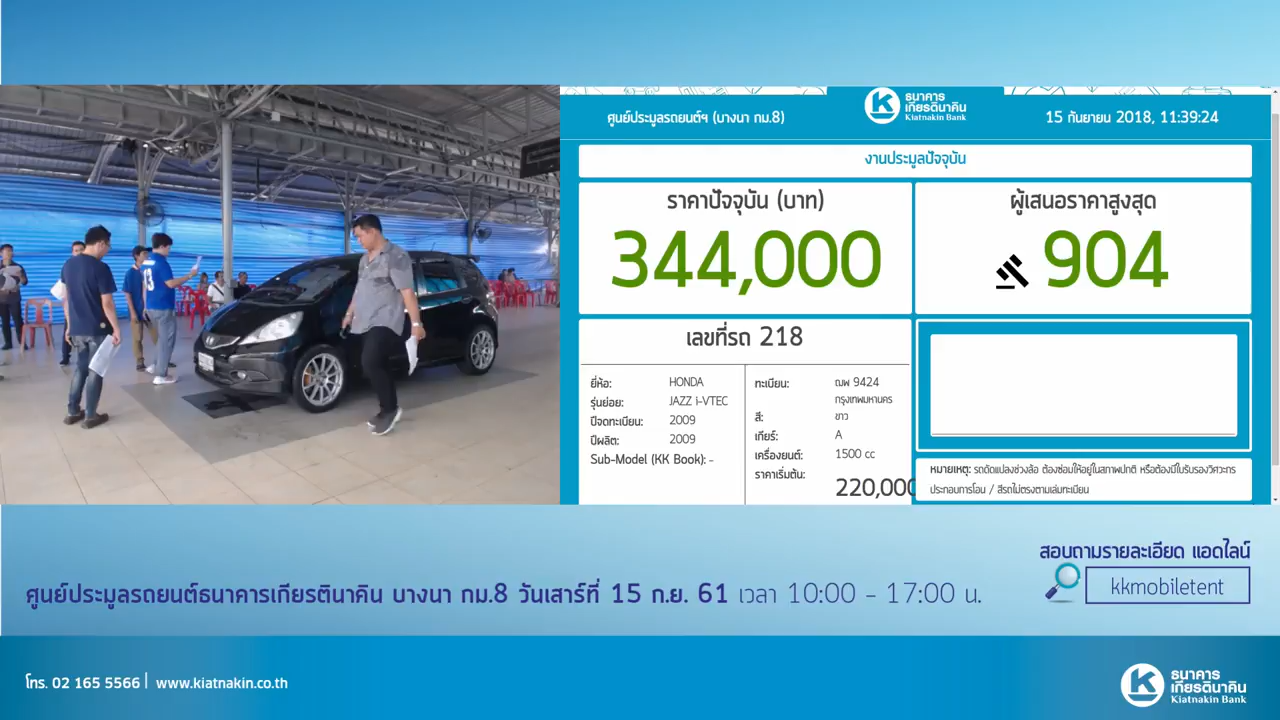 ศูนย์ประมูลรถยนต์ฯ (บางนา กม.8)
ธนาคาร
เกียรตินาคิน
Kiatnakin Bank
15 กันยายน 2018, 11:39:24
งานประมูลปัจจุบัน
ราคาปัจจุบัน (บาท)
344,000
ผู้เสนอราคาสูงสุด
904
เลขที่รถ 218
ยี่ห้อ: HONDA
รุ่นย่อย: JAZZ i-VTEC
ปีจดทะเบียน: 2009
ปีผลิต: 2009
Sub-Model (KK Book): -
ทะเบียน: ฌพ 9424
กรุงเทพมหานคร
สี: ขาว
เกียร์: A
เครื่องยนต์: 1500 cc
ราคาเริ่มต้น:
220,000
หมายเหตุ: รถดัดแปลงช่วงล้อ ต้องซ่อมให้อยู่ในสภาพปกติ หรือต้องมีใบรับรองวิศวะกร
ประกอบการโอน / สีรถไม่ตรงตามเล่มทะเบียน
13
สอบถามรายละเอียด แอดไลน์
kkmobiletent
ศูนย์ประมูลรถยนต์ธนาคารเกียรตินาคิน บางนา กม.8 วันเสาร์ที่ 15 ก.ย. 61 เวลา 10:00 - 17:00 น.
โทร. 02 165 5566 | www.kiatnakin.co.th
ธนาคาร
เกียรตินาคิน
Kiatnakin Bank